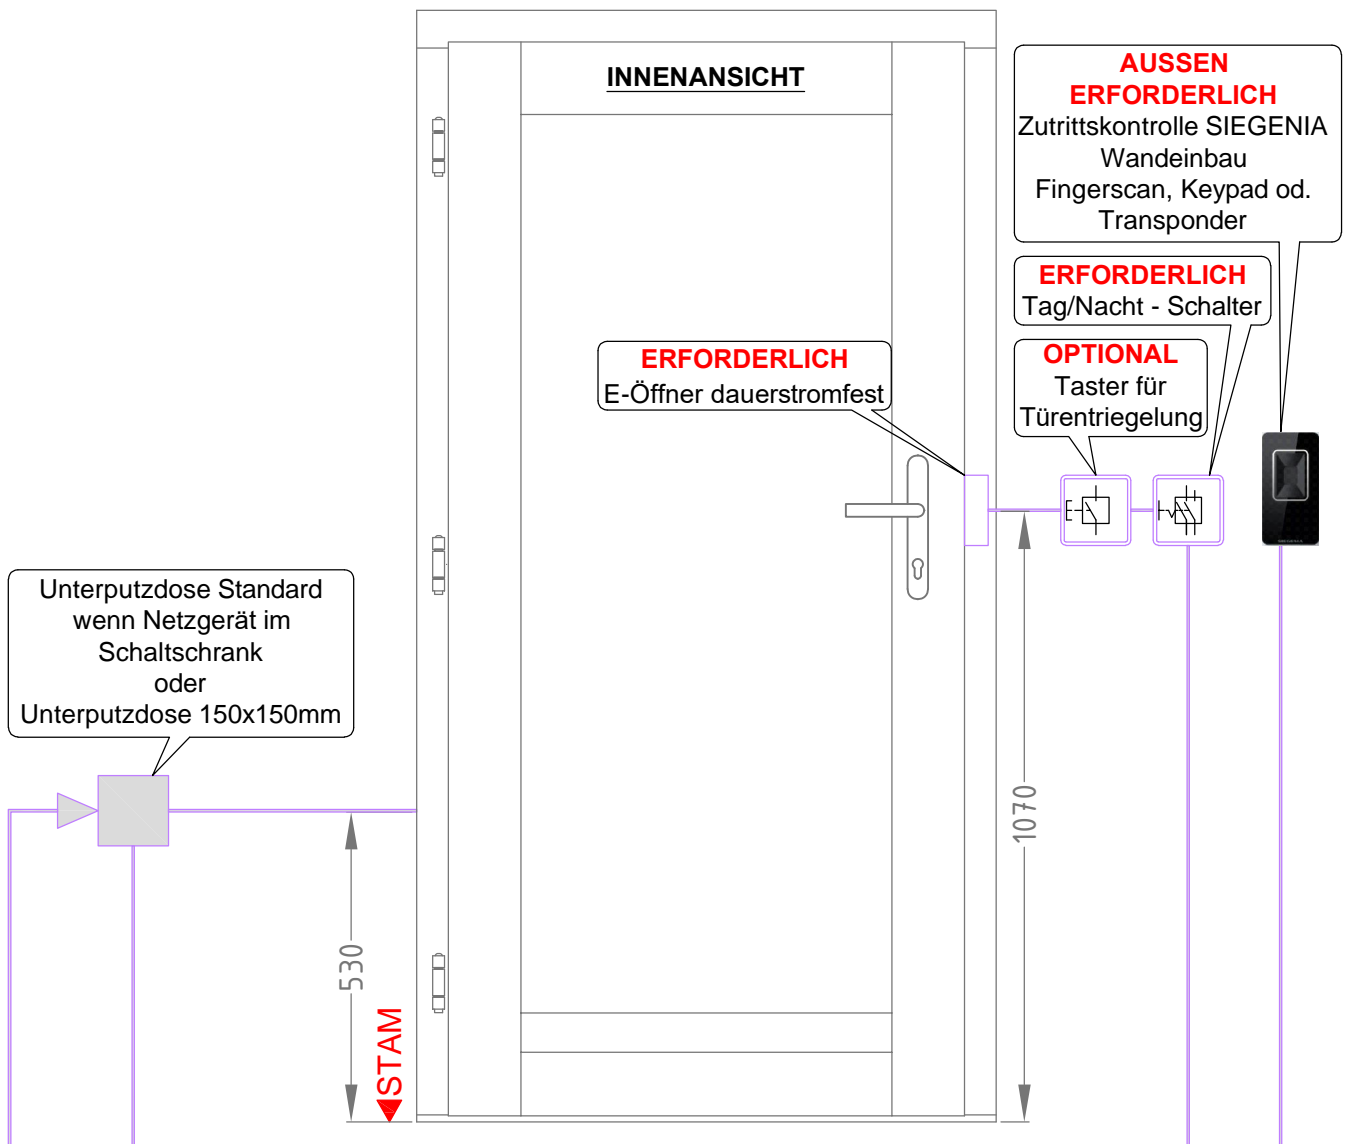 INNENANSICHT
AUSSEN
ERFORDERLICH
Zutrittskontrolle SIEGENIA
Wandeinbau
Fingerscan, Keypad od.
Transponder
ERFORDERLICH
Tag/Nacht - Schalter
OPTIONAL
Taster für
Türentriegelung
ERFORDERLICH
E-Öffner dauerstromfest
Unterputzdose Standard
wenn Netzgerät im
Schaltschrank
oder
Unterputzdose 150x150mm
530
STAM
1070